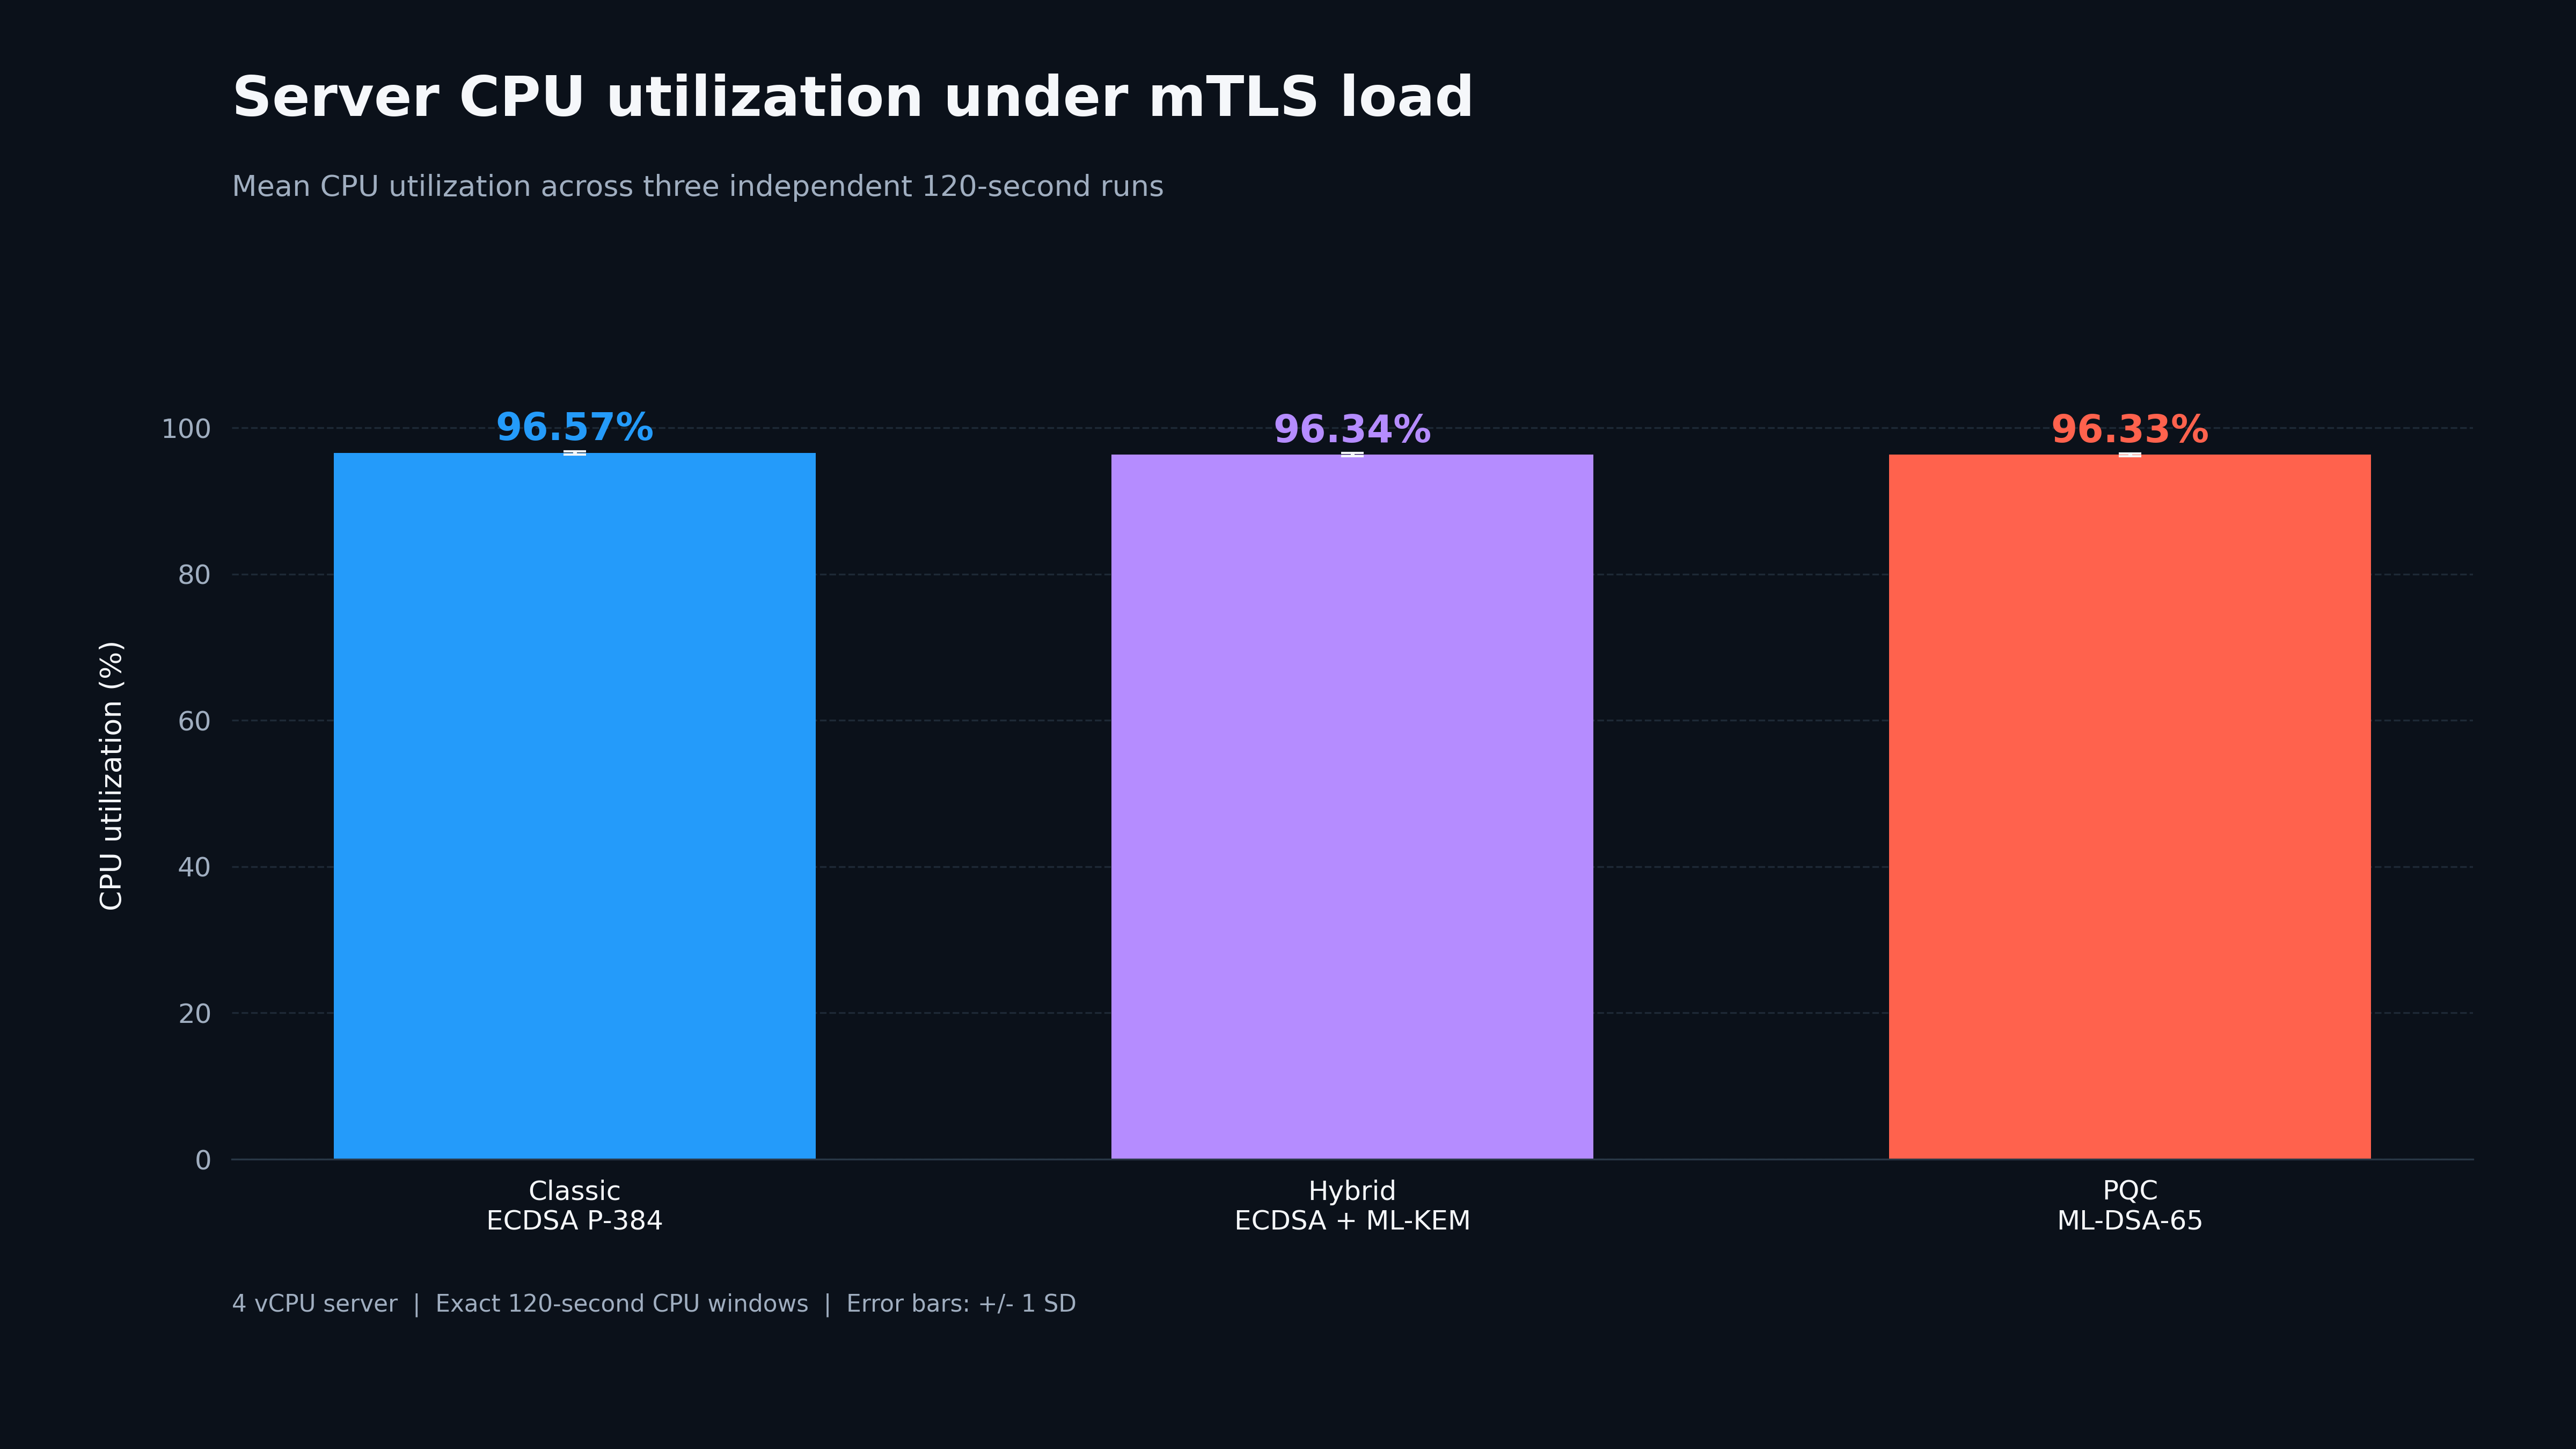 Server CPU utilization under mTLS load
Mean CPU utilization across three independent 120-second runs
CPU utilization (%)
100
80
60
40
20
0
96.57%
96.34%
96.33%
Classic
ECDSA P-384
Hybrid
ECDSA + ML-KEM
PQC
ML-DSA-65
4 vCPU server | Exact 120-second CPU windows | Error bars: +/- 1 SD